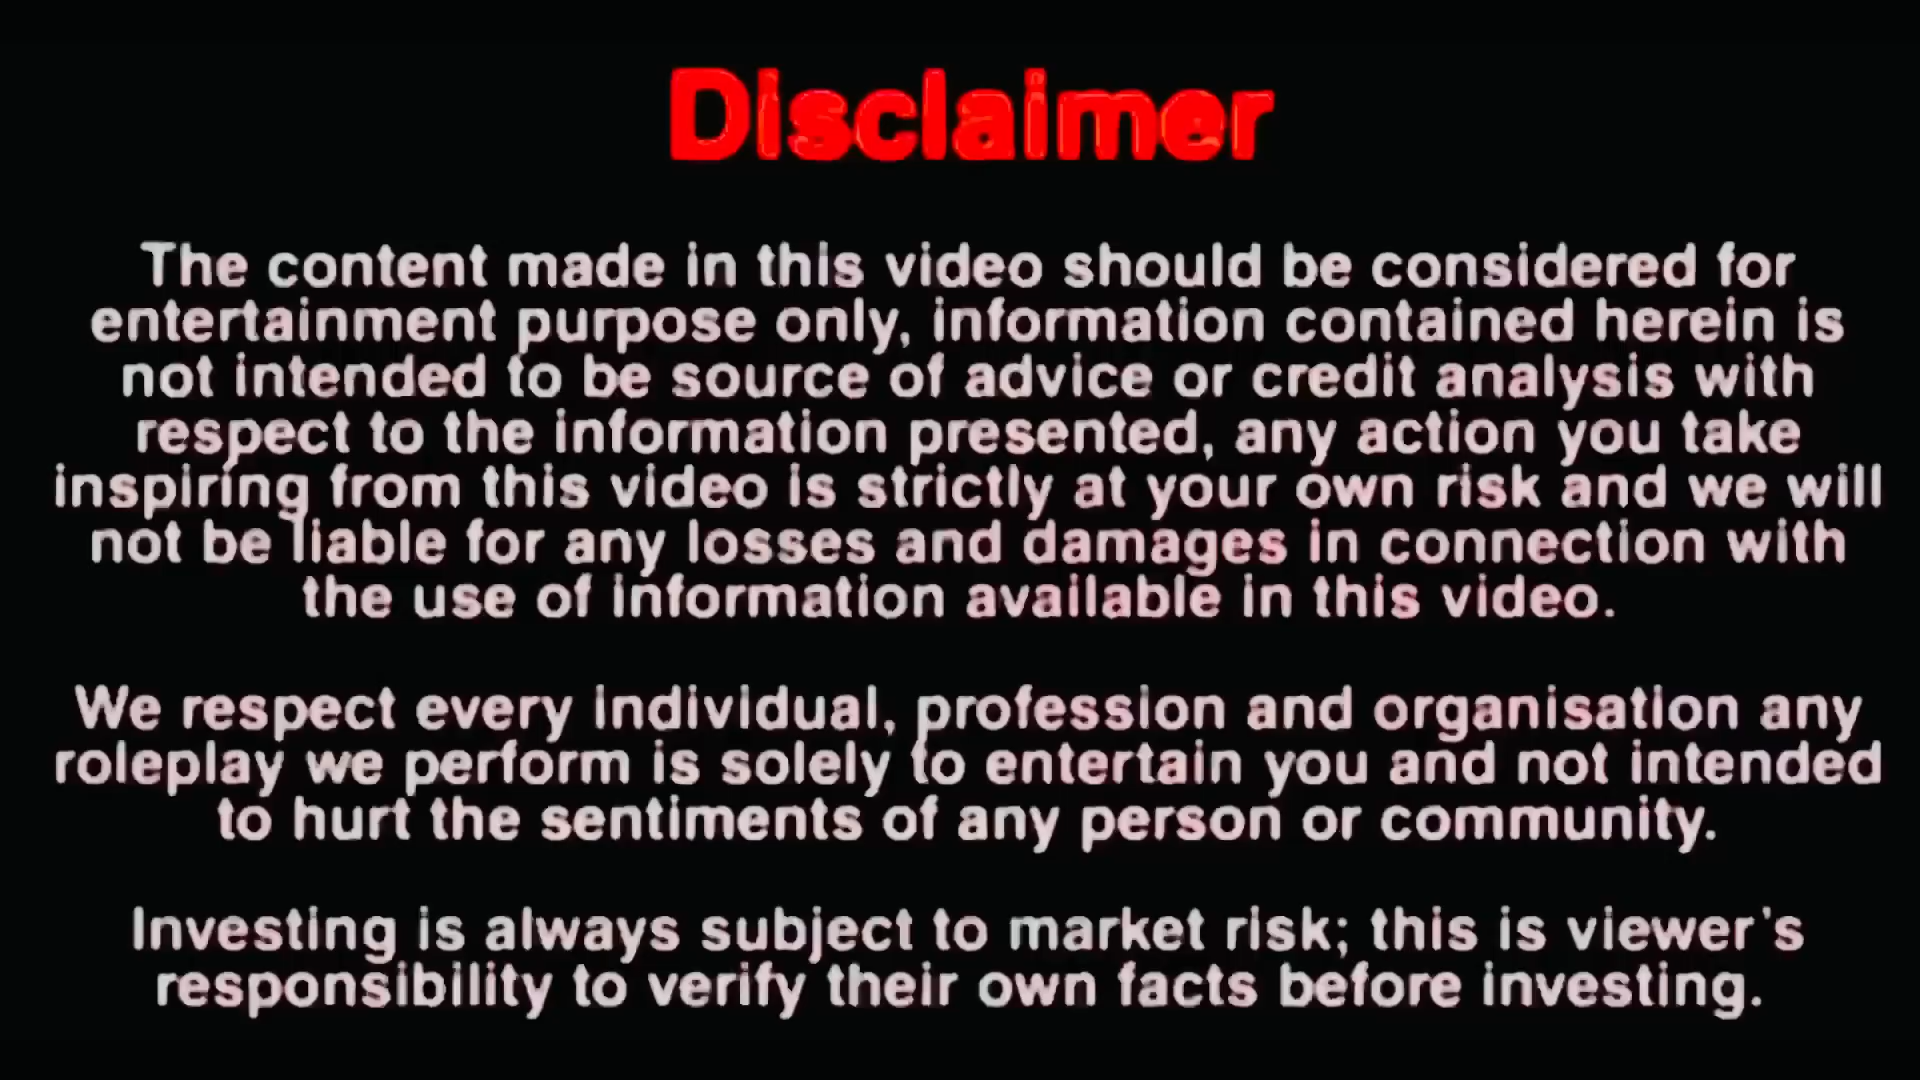 Disclaimer
The content made in this video should be considered for
entertainment purpose only, information contained herein is
not intended to be source of advice or credit analysis with
respect to the information presented, any action you take
inspiring from this video is strictly at your own risk and we will
not be liable for any losses and damages in connection with
the use of information available in this video.
We respect every individual, profession and organisation any
roleplay we perform is solely to entertain you and not intended
to hurt the sentiments of any person or community.
Investing is always subject to market risk; this is viewer's
responsibility to verify their own facts before investing.